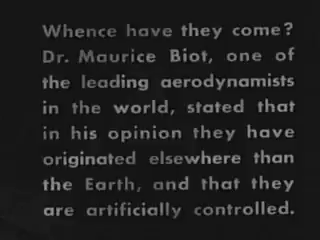 Whence have they come?
Dr. Maurice Biot, one of
the leading aerodynamists
in the world, stated that
in his opinion they have
originated elsewhere than
the Earth, and that they
are artificially controlled.